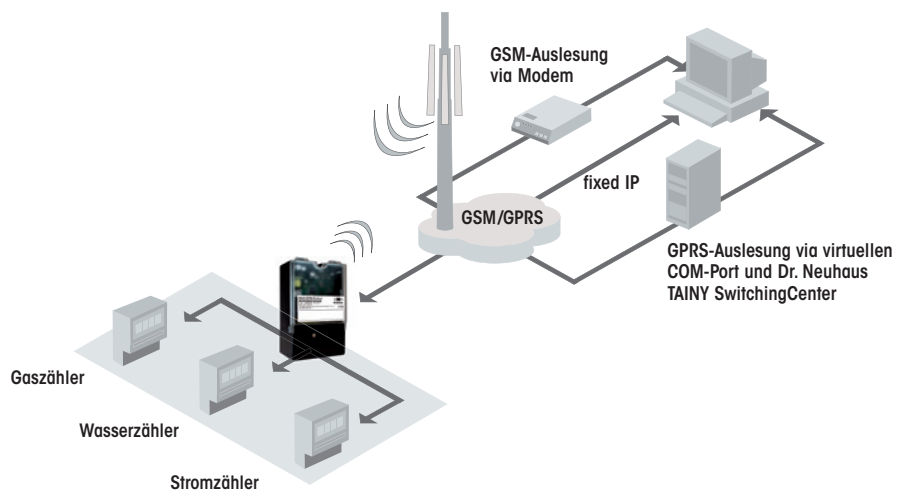 GSM-Auslesung
via Modem
fixed IP
GSM/GPRS
GPRS-Auslesung via virtuellen
COM-Port und Dr. Neuhaus
TAINY SwitchingCenter
Gaszähler
Wasserzähler
Stromzähler